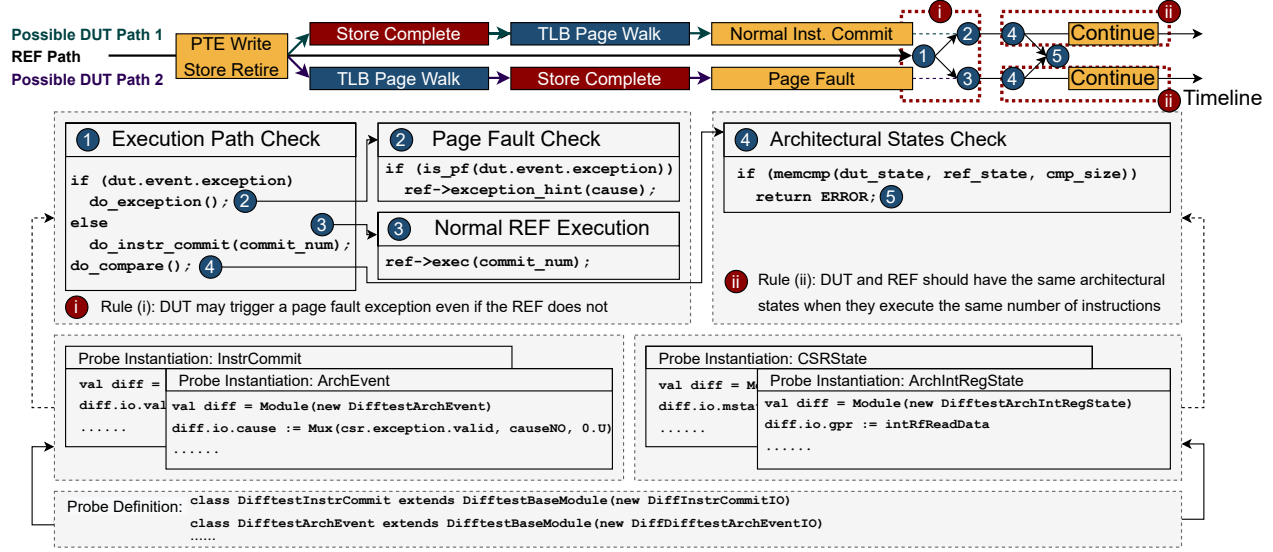 Possible DUT Path 1
REF Path
Possible DUT Path 2
PTE Write
Store Retire
Store Complete
TLB Page Walk
Normal Inst. Commit
TLB Page Walk
Store Complete
Page Fault
i
1
2
3
4
4
5
ii
Continue
Continue
ii
Timeline
1 Execution Path Check
if (dut.event.exception)
do_exception(); 2
else 3
do_instr_commit(commit_num);
do_compare(); 4
2 Page Fault Check
if (is_pf(dut.event.exception))
ref->exception_hint(cause);
3 Normal REF Execution
ref->exec(commit_num);
i Rule (i): DUT may trigger a page fault exception even if the REF does not
4 Architectural States Check
if (memcmp(dut_state, ref_state, cmp_size))
return ERROR; 5
ii Rule (ii): DUT and REF should have the same architectural
states when they execute the same number of instructions
Probe Instantiation: InstrCommit
val diff =
diff.io.val
......
Probe Instantiation: ArchEvent
val diff = Module(new DifftestArchEvent)
diff.io.cause := Mux(csr.exception.valid, causeNO, 0.U)
......
Probe Instantiation: CSRState
val diff = M
diff.io.msta
......
Probe Instantiation: ArchIntRegState
val diff = Module(new DifftestArchIntRegState)
diff.io.gpr := intRfReadData
......
Probe Definition:
class DifftestInstrCommit extends DifftestBaseModule(new DiffInstrCommitIO)
class DifftestArchEvent extends DifftestBaseModule(new DiffDifftestArchEventIO)
......